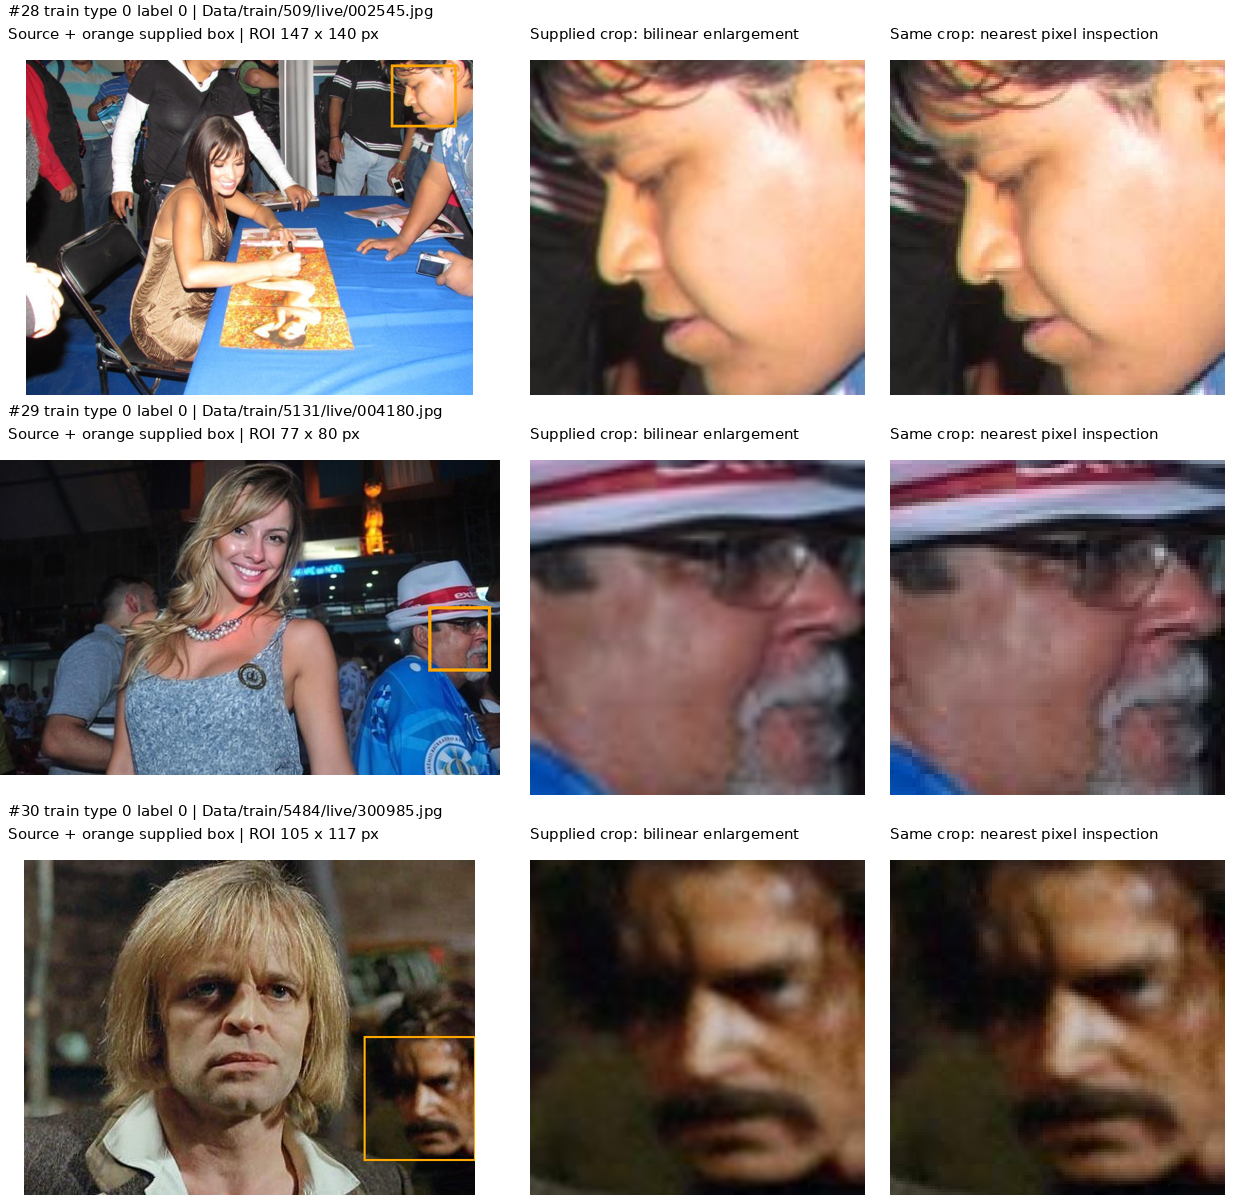 #28 train type 0 label 0 | Data/train/509/live/002545.jpg
Source + orange supplied box | ROI 147 x 140 px
Supplied crop: bilinear enlargement
Same crop: nearest pixel inspection
#29 train type 0 label 0 | Data/train/5131/live/004180.jpg
Source + orange supplied box | ROI 77 x 80 px
Supplied crop: bilinear enlargement
Same crop: nearest pixel inspection
#30 train type 0 label 0 | Data/train/5484/live/300985.jpg
Source + orange supplied box | ROI 105 x 117 px
Supplied crop: bilinear enlargement
Same crop: nearest pixel inspection